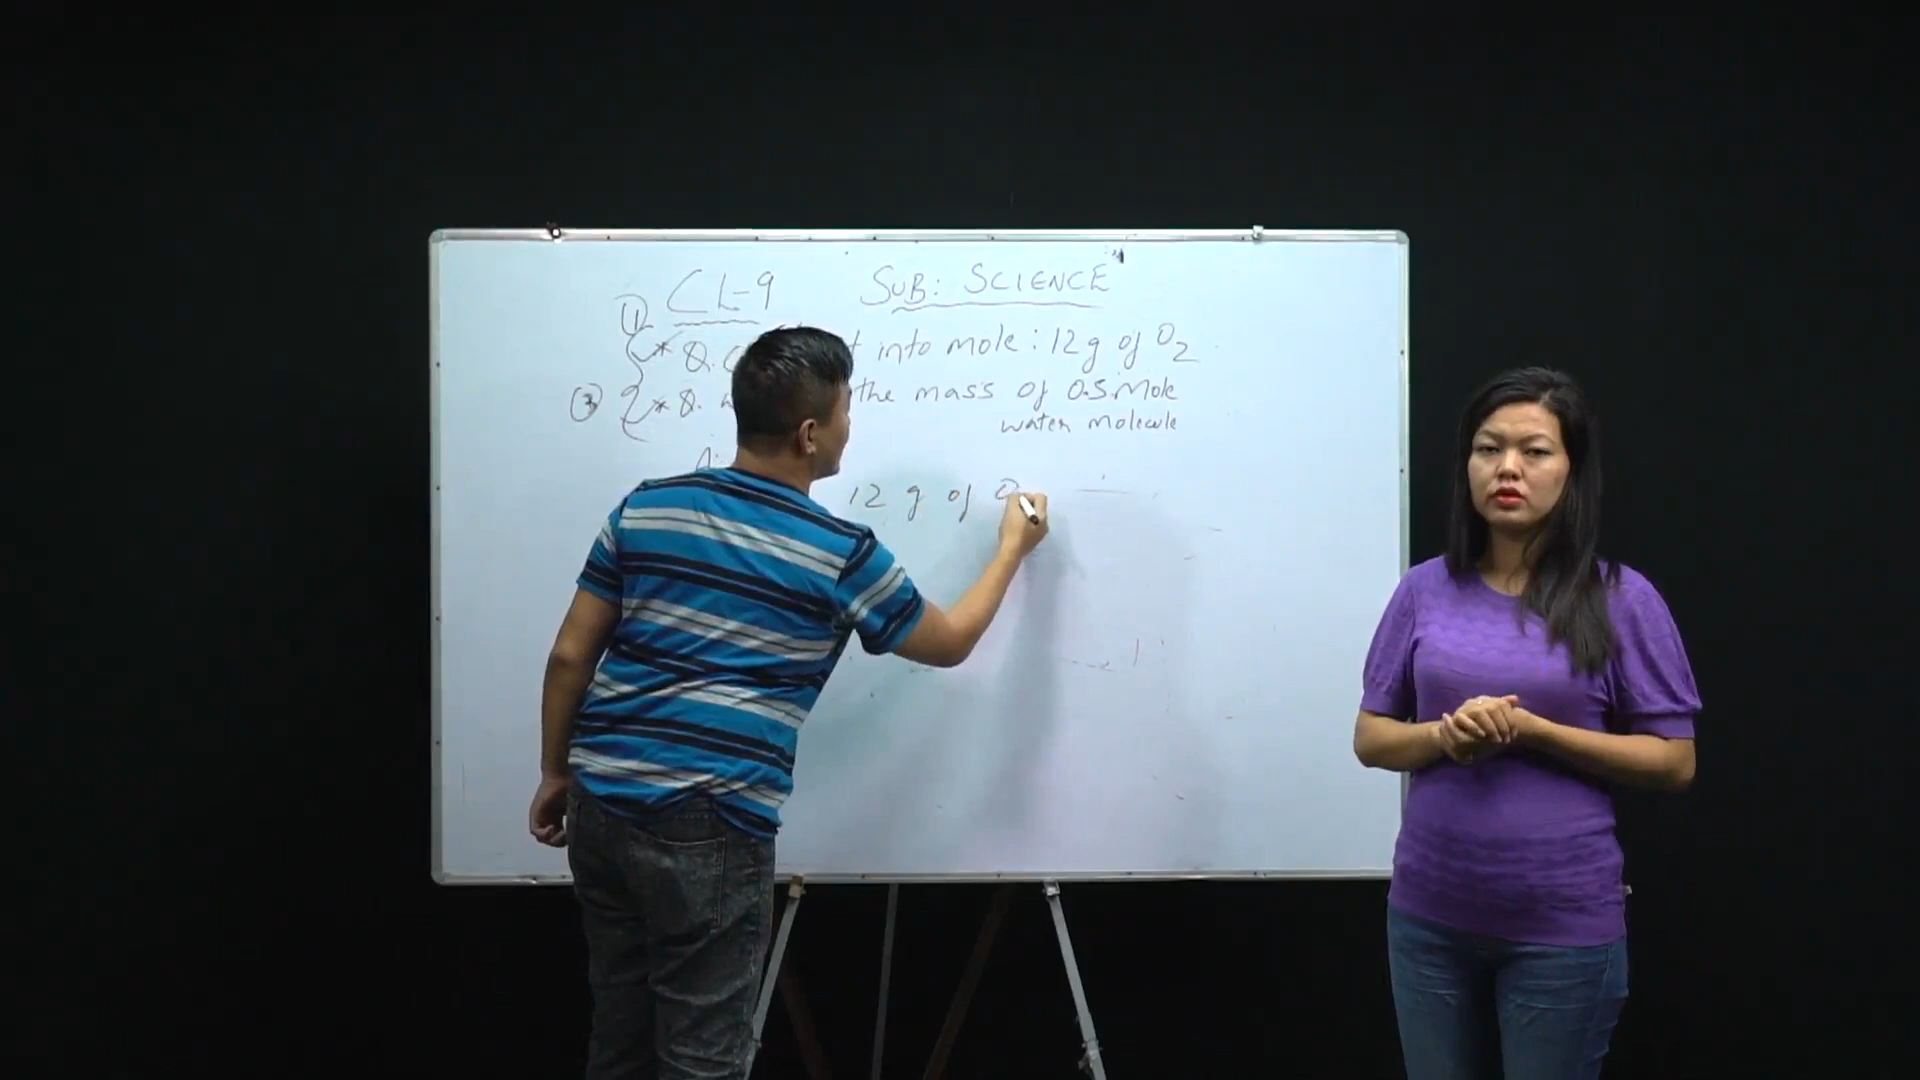 CL-9 SUB: SCIENCE
① * Q. into mole: 12g of O2
② * Q. the mass of 0.5 Mole
water molecule
12 g of O